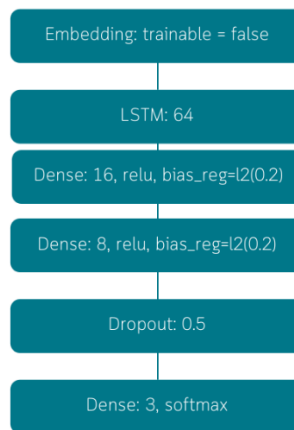 Embedding: trainable = false
LSTM: 64
Dense: 16, relu, bias_reg=l2(0.2)
Dense: 8, relu, bias_reg=l2(0.2)
Dropout: 0.5
Dense: 3, softmax